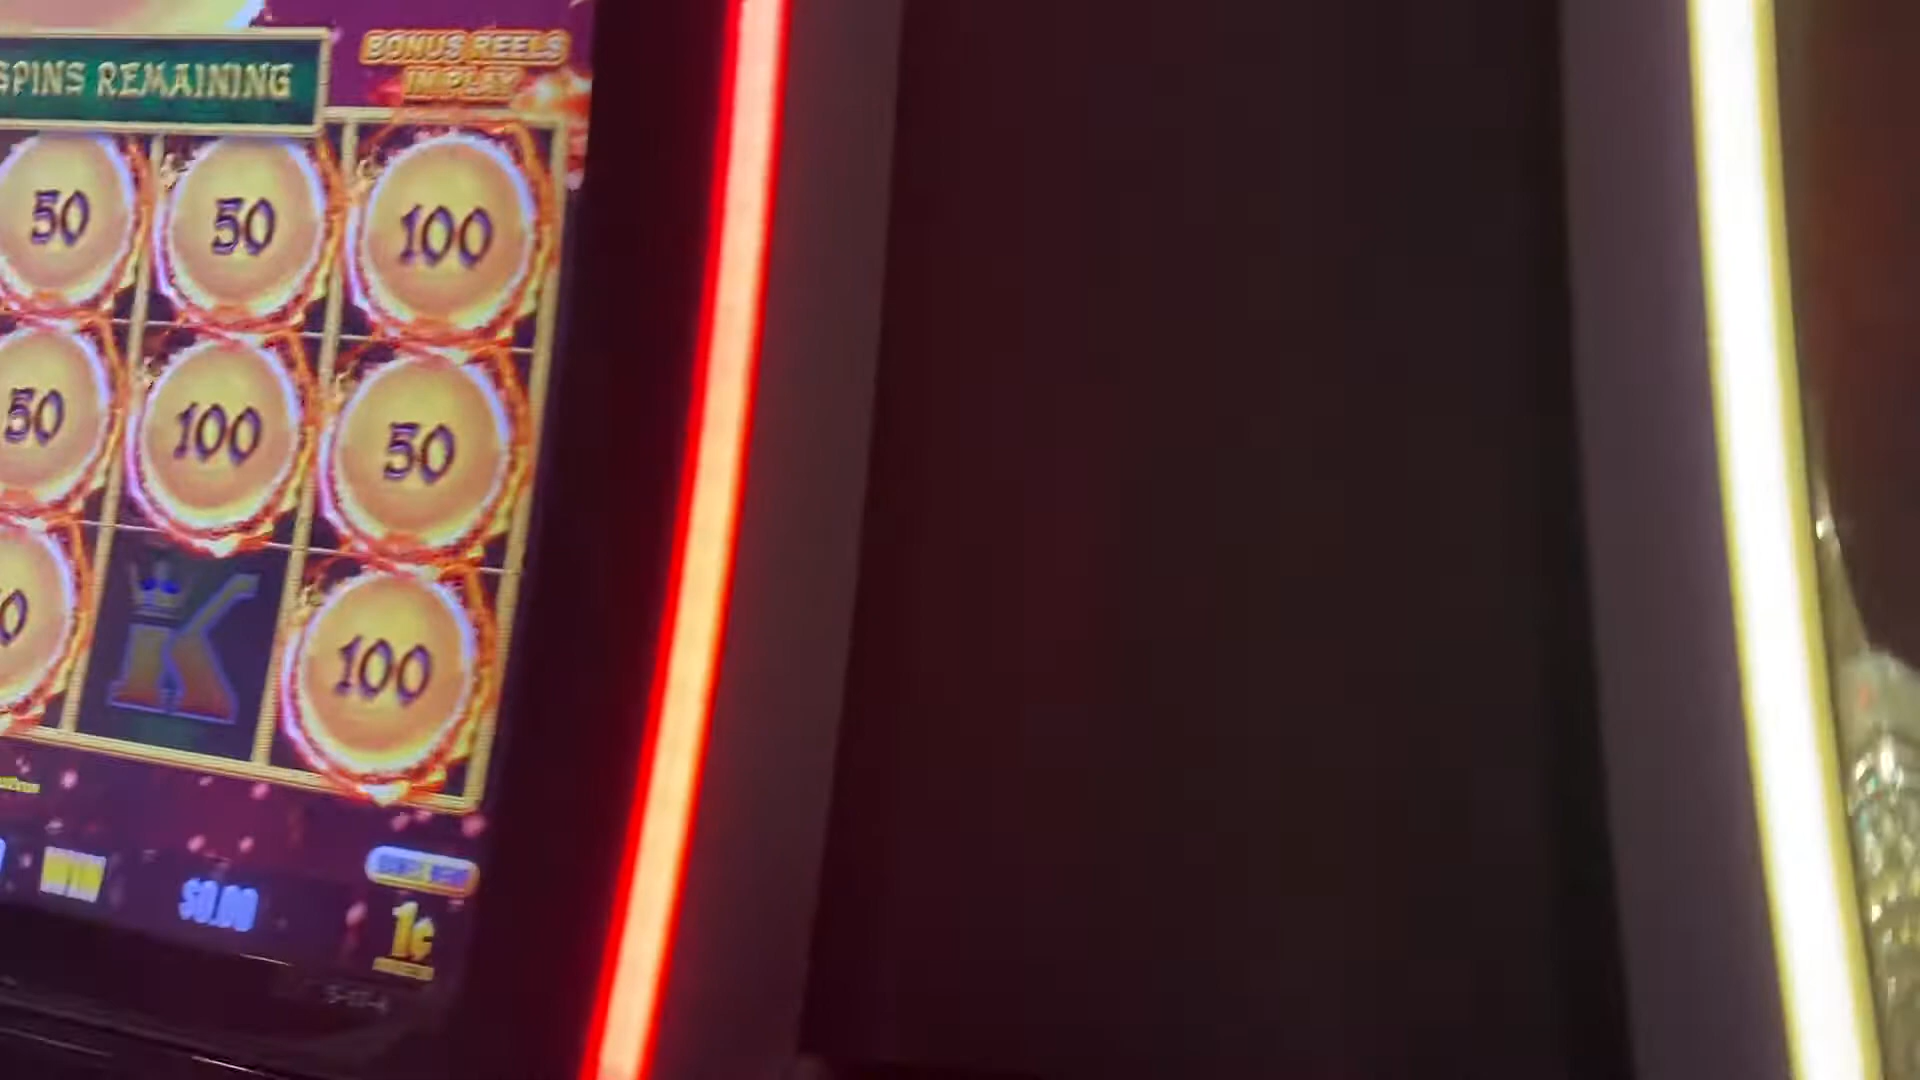 SPINS REMAINING
BONUS REELS
IN PLAY
50 50 100
50 100 50
K 100
WIN $0.00
1¢